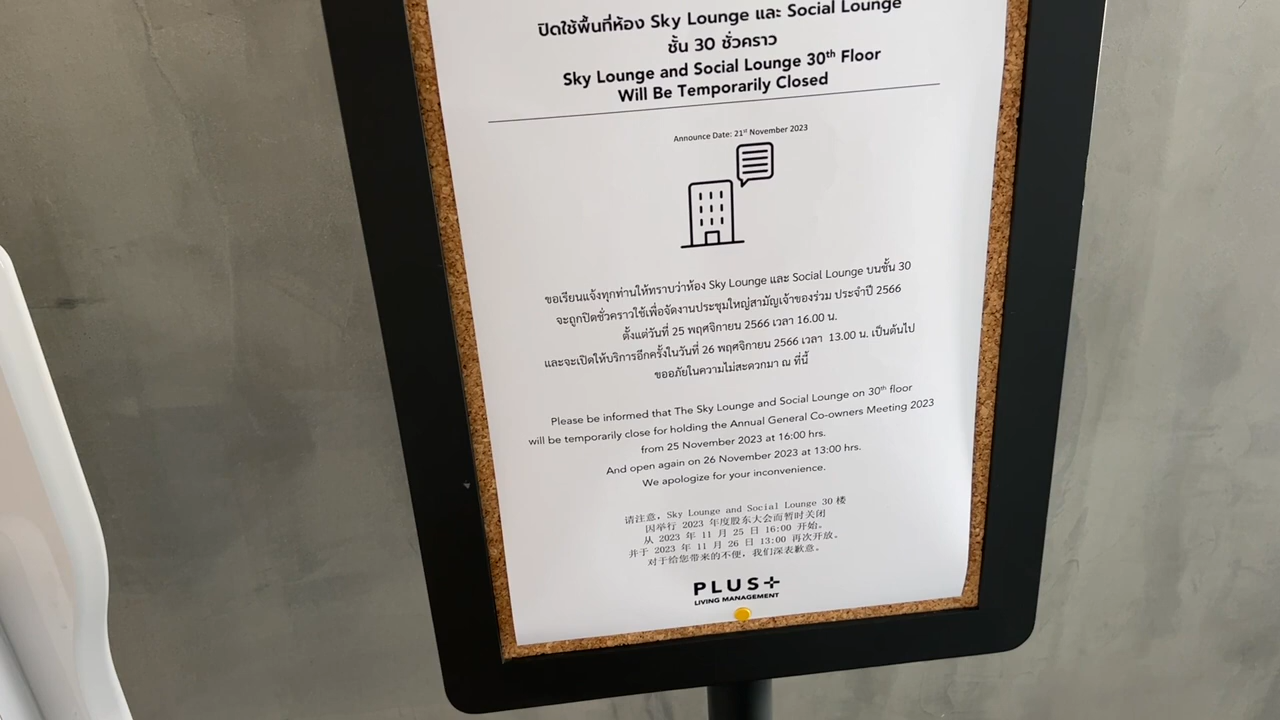 ปิดใช้พื้นที่ห้อง Sky Lounge และ Social Lounge
ชั้น 30 ชั่วคราว
Sky Lounge and Social Lounge 30th Floor
Will Be Temporarily Closed
Announce Date: 21st November 2023
ขอเรียนแจ้งทุกท่านให้ทราบว่าห้อง Sky Lounge และ Social Lounge บนชั้น 30
จะถูกปิดชั่วคราวใช้เพื่อจัดงานประชุมใหญ่สามัญเจ้าของร่วม ประจำปี 2566
ตั้งแต่วันที่ 25 พฤศจิกายน 2566 เวลา 16.00 น.
และจะเปิดให้บริการอีกครั้งในวันที่ 26 พฤศจิกายน 2566 เวลา 13.00 น. เป็นต้นไป
ขออภัยในความไม่สะดวกมา ณ ที่นี้
Please be informed that The Sky Lounge and Social Lounge on 30th floor
will be temporarily close for holding the Annual General Co-owners Meeting 2023
from 25 November 2023 at 16:00 hrs.
And open again on 26 November 2023 at 13:00 hrs.
We apologize for your inconvenience.
请注意，Sky Lounge and Social Lounge 30 楼
因举行 2023 年度股东大会而暂时关闭
从 2023 年 11 月 25 日 16:00 开始。
并于 2023 年 11 月 26 日 13:00 再次开放。
对于给您带来的不便，我们深表歉意。
PLUS+
LIVING MANAGEMENT